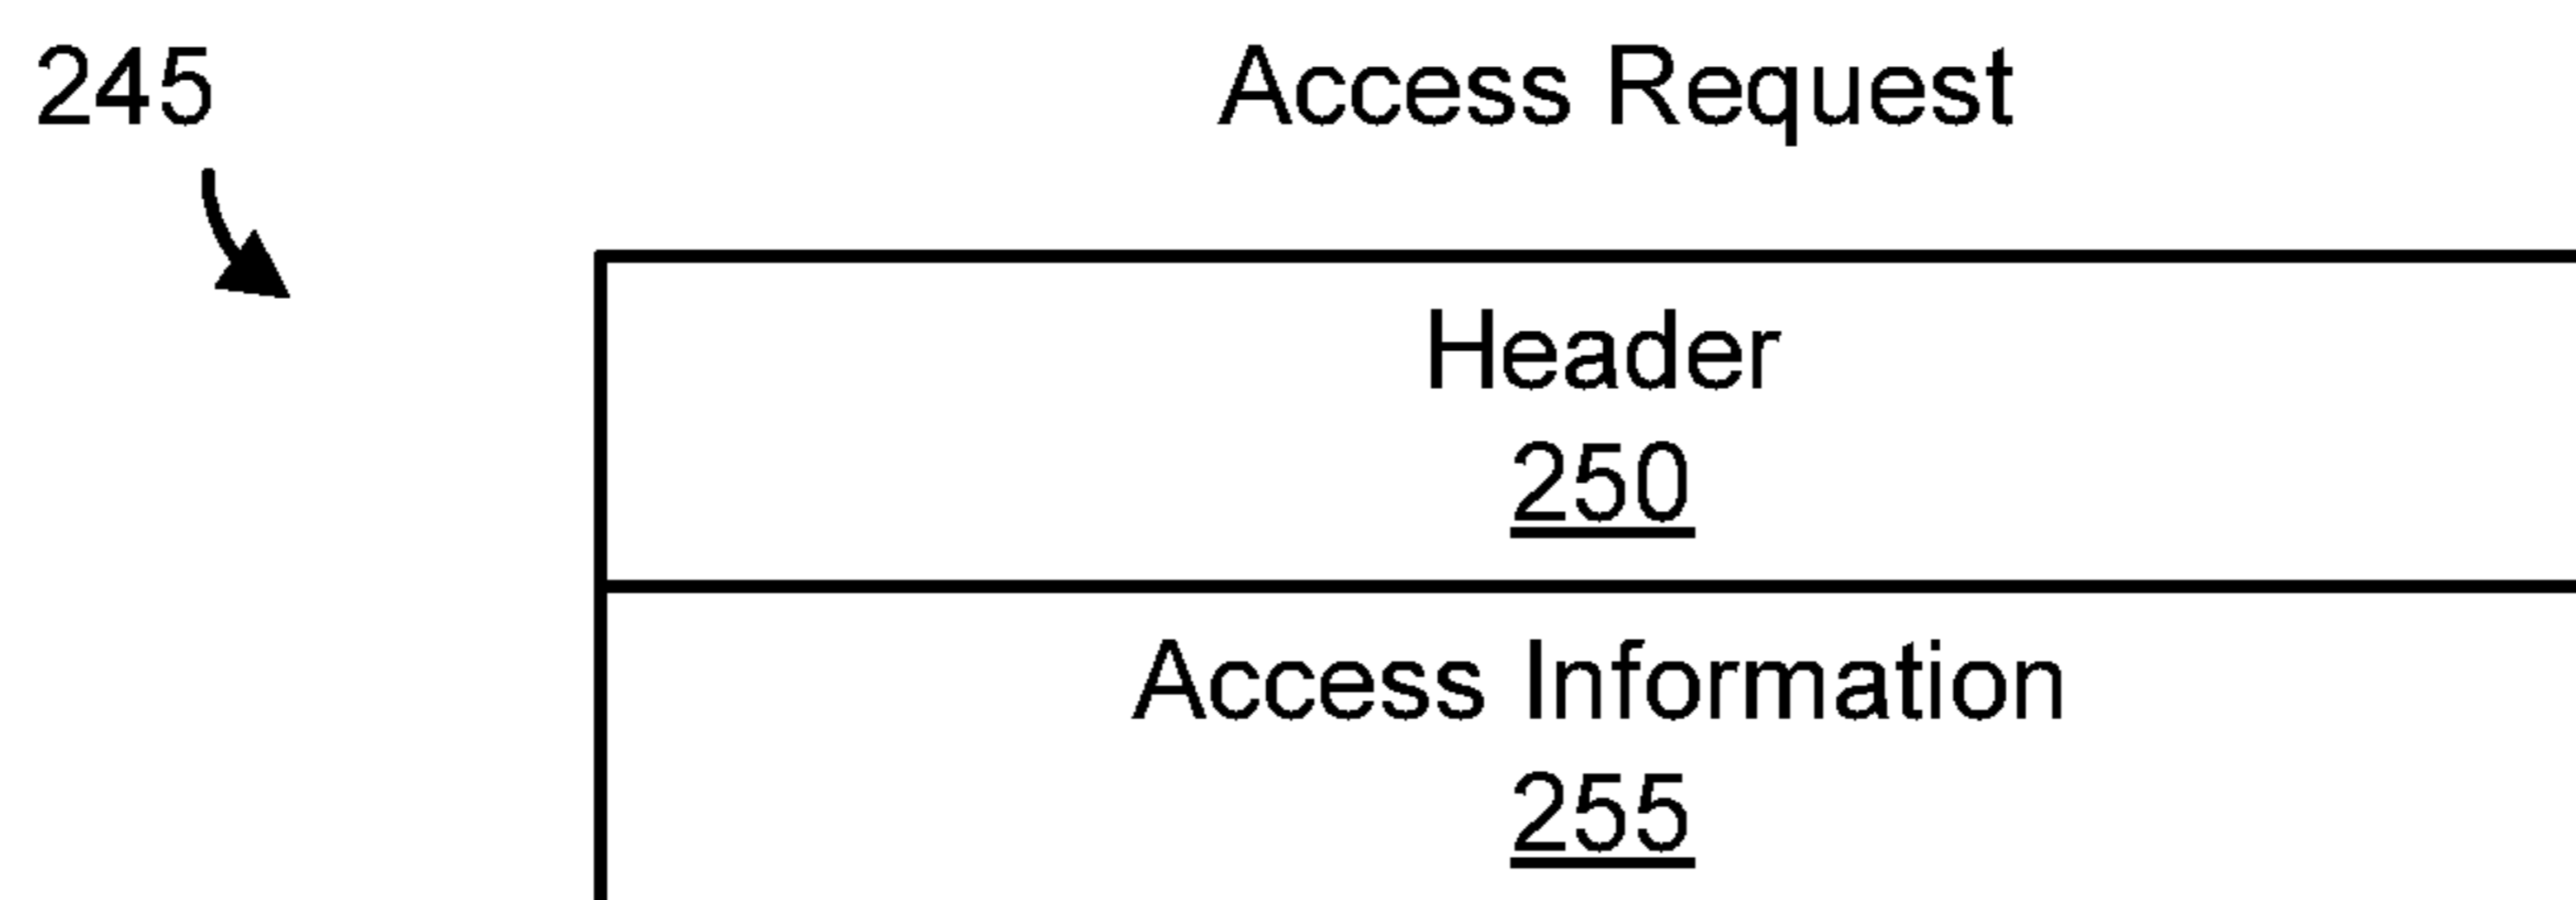 245
Access Request
Header
250
Access Information
255